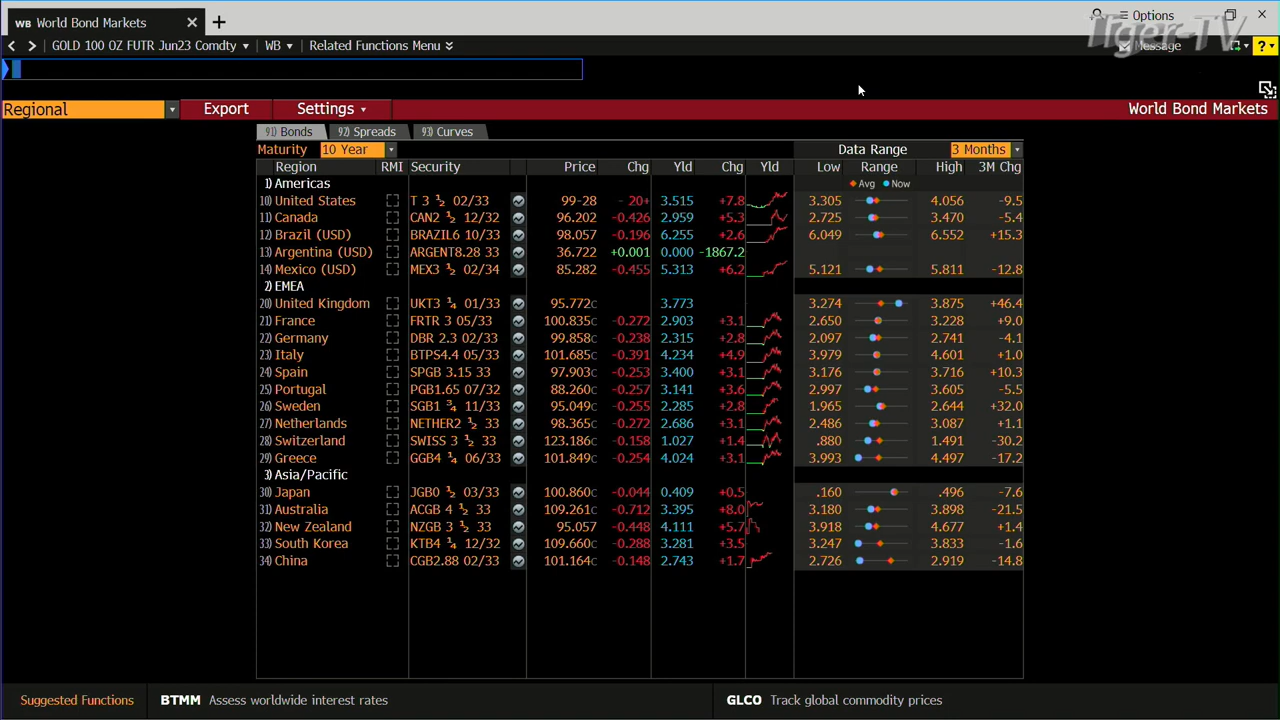 WB World Bond Markets
Options
Tiger-TV
GOLD 100 OZ FUTR Jun23 Comdty WB Related Functions Menu Message ?
Regional Export Settings World Bond Markets
91) Bonds 92) Spreads 93) Curves
Maturity 10 Year Data Range 3 Months
Region RMI Security Price Chg Yld Chg Yld Low Range High 3M Chg
1) Americas Avg Now
10) United States T 3 ½ 02/33 99-28 - 20+ 3.515 +7.8 3.305 4.056 -9.5
11) Canada CAN2 ¾ 12/32 96.202 -0.426 2.959 +5.3 2.725 3.470 -5.4
12) Brazil (USD) BRAZIL6 10/33 98.057 -0.196 6.255 +2.6 6.049 6.552 +15.3
13) Argentina (USD) ARGENT8.28 33 36.722 +0.001 0.000 -1867.2
14) Mexico (USD) MEX3 ½ 02/34 85.282 -0.455 5.313 +6.2 5.121 5.811 -12.8
2) EMEA
20) United Kingdom UKT3 ¼ 01/33 95.772C 3.773 3.274 3.875 +46.4
21) France FRTR 3 05/33 100.835C -0.272 2.903 +3.1 2.650 3.228 +9.0
22) Germany DBR 2.3 02/33 99.858C -0.238 2.315 +2.8 2.097 2.741 -4.1
23) Italy BTPS4.4 05/33 101.685C -0.391 4.234 +4.9 3.979 4.601 +1.0
24) Spain SPGB 3.15 33 97.903C -0.253 3.400 +3.1 3.176 3.716 +10.3
25) Portugal PGB1.65 07/32 88.260C -0.257 3.141 +3.6 2.997 3.605 -5.5
26) Sweden SGB1 ¾ 11/33 95.049C -0.255 2.285 +2.8 1.965 2.644 +32.0
27) Netherlands NETHER2 ½ 33 98.365C -0.272 2.686 +3.1 2.486 3.087 +1.1
28) Switzerland SWISS 3 ½ 33 123.186C -0.158 1.027 +1.4 .880 1.491 -30.2
29) Greece GGB4 ¼ 06/33 101.849C -0.254 4.024 +3.1 3.993 4.497 -17.2
3) Asia/Pacific
30) Japan JGB0 ½ 03/33 100.860C -0.044 0.409 +0.5 .160 .496 -7.6
31) Australia ACGB 4 ½ 33 109.261C -0.712 3.395 +8.0 3.180 3.898 -21.5
32) New Zealand NZGB 3 ½ 33 95.057 -0.448 4.111 +5.7 3.918 4.677 +1.4
33) South Korea KTB4 ¼ 12/32 109.660C -0.288 3.281 +3.5 3.247 3.833 -1.6
34) China CGB2.88 02/33 101.164C -0.148 2.743 +1.7 2.726 2.919 -14.8
Suggested Functions BTMM Assess worldwide interest rates GLCO Track global commodity prices